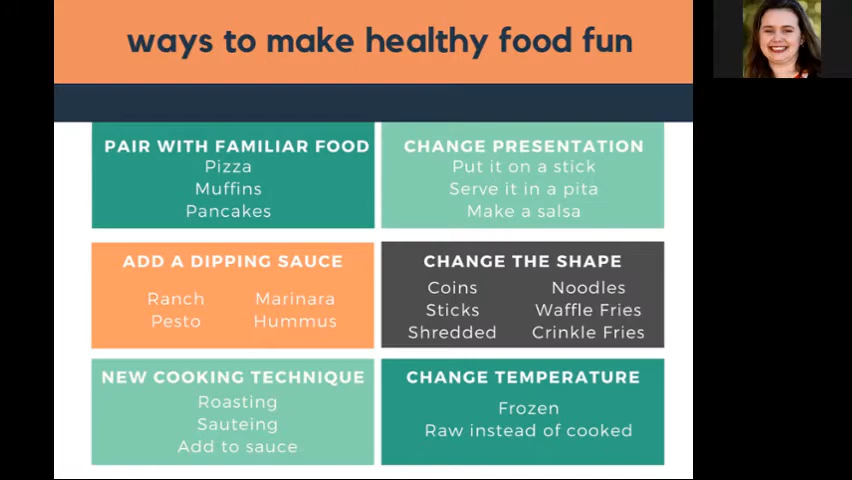 ways to make healthy food fun
PAIR WITH FAMILIAR FOOD
Pizza
Muffins
Pancakes
CHANGE PRESENTATION
Put it on a stick
Serve it in a pita
Make a salsa
ADD A DIPPING SAUCE
Ranch Marinara
Pesto Hummus
CHANGE THE SHAPE
Coins Noodles
Sticks Waffle Fries
Shredded Crinkle Fries
NEW COOKING TECHNIQUE
Roasting
Sauteing
Add to sauce
CHANGE TEMPERATURE
Frozen
Raw instead of cooked